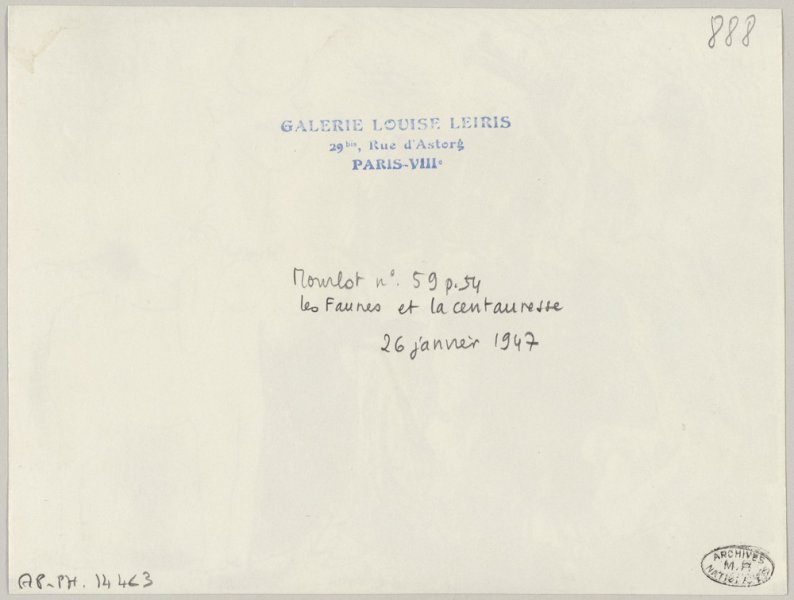 888
GALERIE LOUISE LEIRIS
29bis, Rue d'Astorg
PARIS-VIIIe
Mourlot n°. 59 p. 54
les Faunes et la centauresse
26 janvier 1947
AP-PH. 14463
ARCHIVES
M.P.